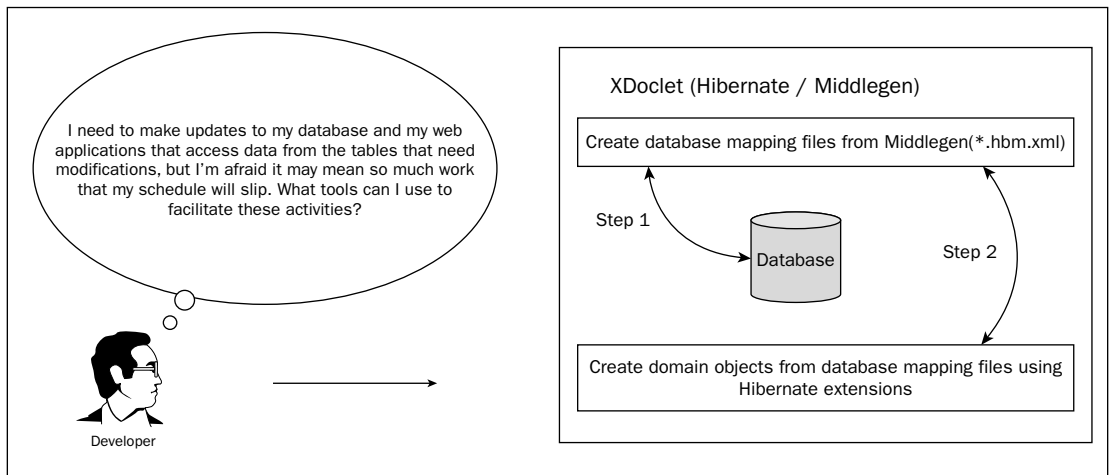 I need to make updates to my database and my web
applications that access data from the tables that need
modifications, but I'm afraid it may mean so much work
that my schedule will slip. What tools can I use to
facilitate these activities?
Developer
XDoclet (Hibernate / Middlegen)
Create database mapping files from Middlegen(*.hbm.xml)
Step 1
Database
Step 2
Create domain objects from database mapping files using
Hibernate extensions